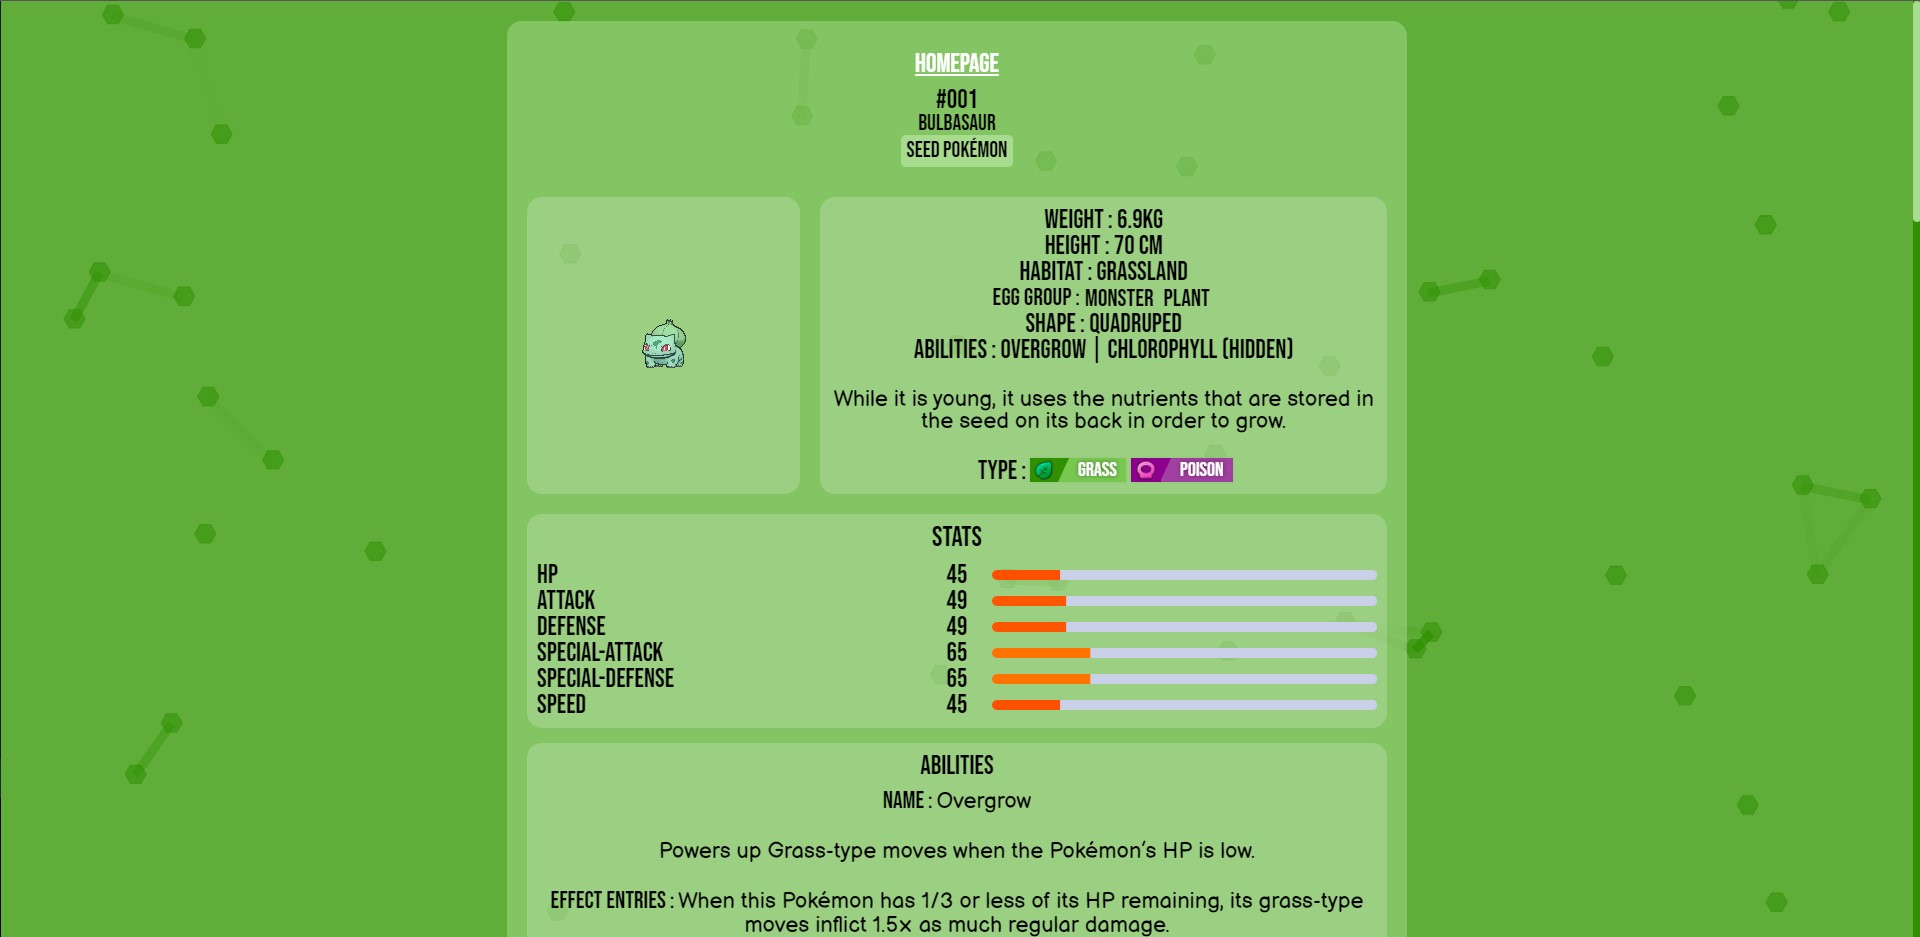 HOMEPAGE
#001
BULBASAUR
SEED POKÉMON
WEIGHT : 6.9KG
HEIGHT : 70 CM
HABITAT : GRASSLAND
EGG GROUP : MONSTER PLANT
SHAPE : QUADRUPED
ABILITIES : OVERGROW | CHLOROPHYLL (HIDDEN)
While it is young, it uses the nutrients that are stored in
the seed on its back in order to grow.
TYPE : GRASS POISON
STATS
HP 45
ATTACK 49
DEFENSE 49
SPECIAL-ATTACK 65
SPECIAL-DEFENSE 65
SPEED 45
ABILITIES
NAME : Overgrow
Powers up Grass-type moves when the Pokémon's HP is low.
EFFECT ENTRIES : When this Pokémon has 1/3 or less of its HP remaining, its grass-type
moves inflict 1.5x as much regular damage.